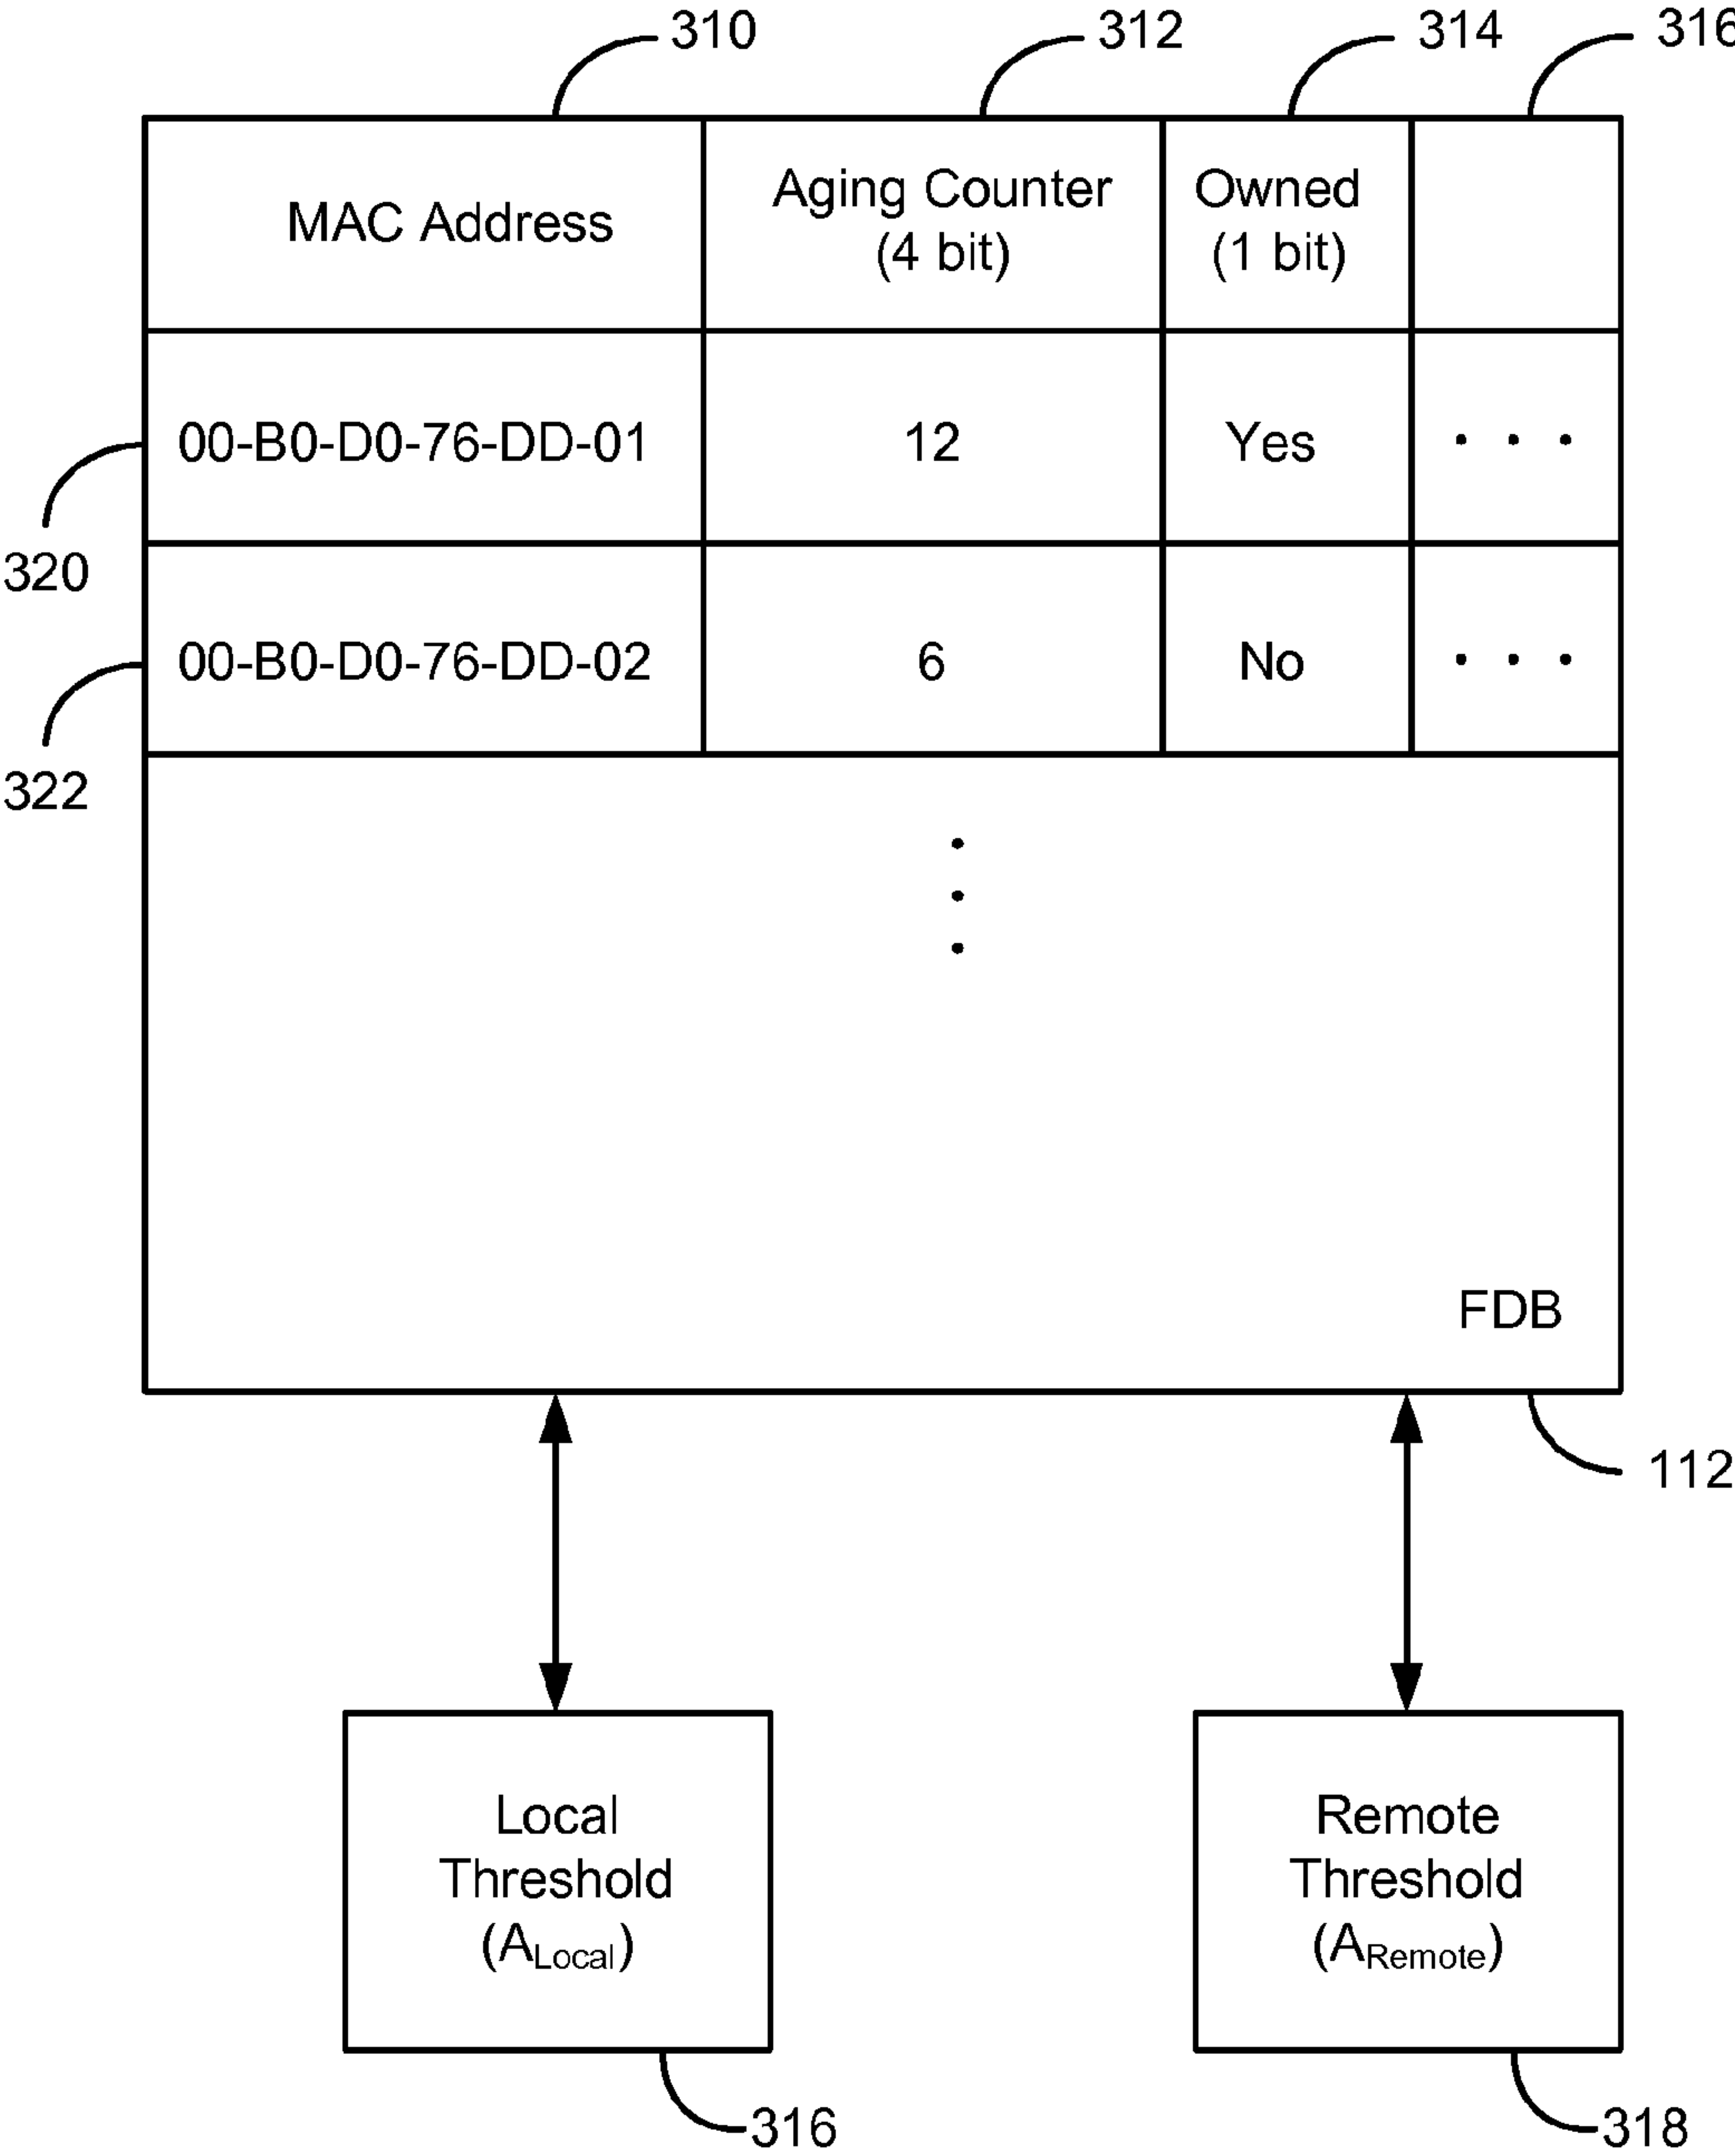 310 312 314 316
MAC Address
Aging Counter
(4 bit)
Owned
(1 bit)
00-B0-D0-76-DD-01 12 Yes . . .
320
00-B0-D0-76-DD-02 6 No . . .
322
FDB
112
Local
Threshold
(ALocal)
Remote
Threshold
(ARemote)
316
318